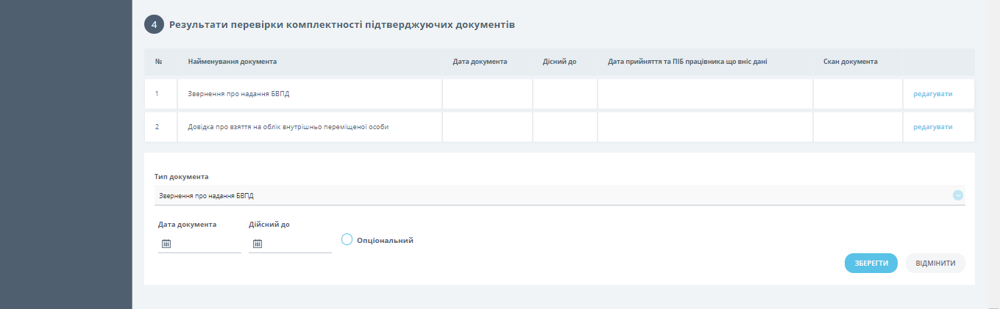 4 Результати перевірки комплектності підтверджуючих документів
№ Найменування документа Дата документа Дісний до Дата прийняття та ПІБ працівника що вніс дані Скан документа
1 Звернення про надання БВПД редагувати
2 Довідка про взяття на облік внутрішньо переміщеної особи редагувати
Тип документа
Звернення про надання БВПД
Дата документа Дійсний до
Опціональний
ЗБЕРЕГТИ ВІДМІНИТИ